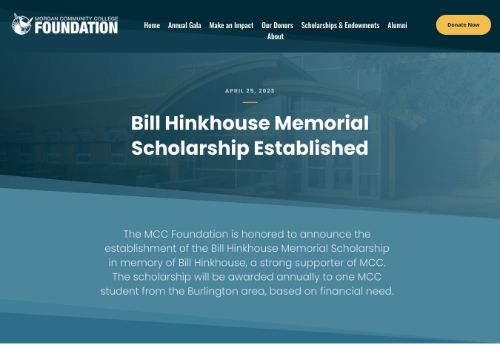 MORGAN COMMUNITY COLLEGE
FOUNDATION
Home Annual Gala Make an Impact Our Donors Scholarships & Endowments Alumni
About
Donate Now
APRIL 25, 2023
Bill Hinkhouse Memorial
Scholarship Established
The MCC Foundation is honored to announce the
establishment of the Bill Hinkhouse Memorial Scholarship
in memory of Bill Hinkhouse, a strong supporter of MCC.
The scholarship will be awarded annually to one MCC
student from the Burlington area, based on financial need.